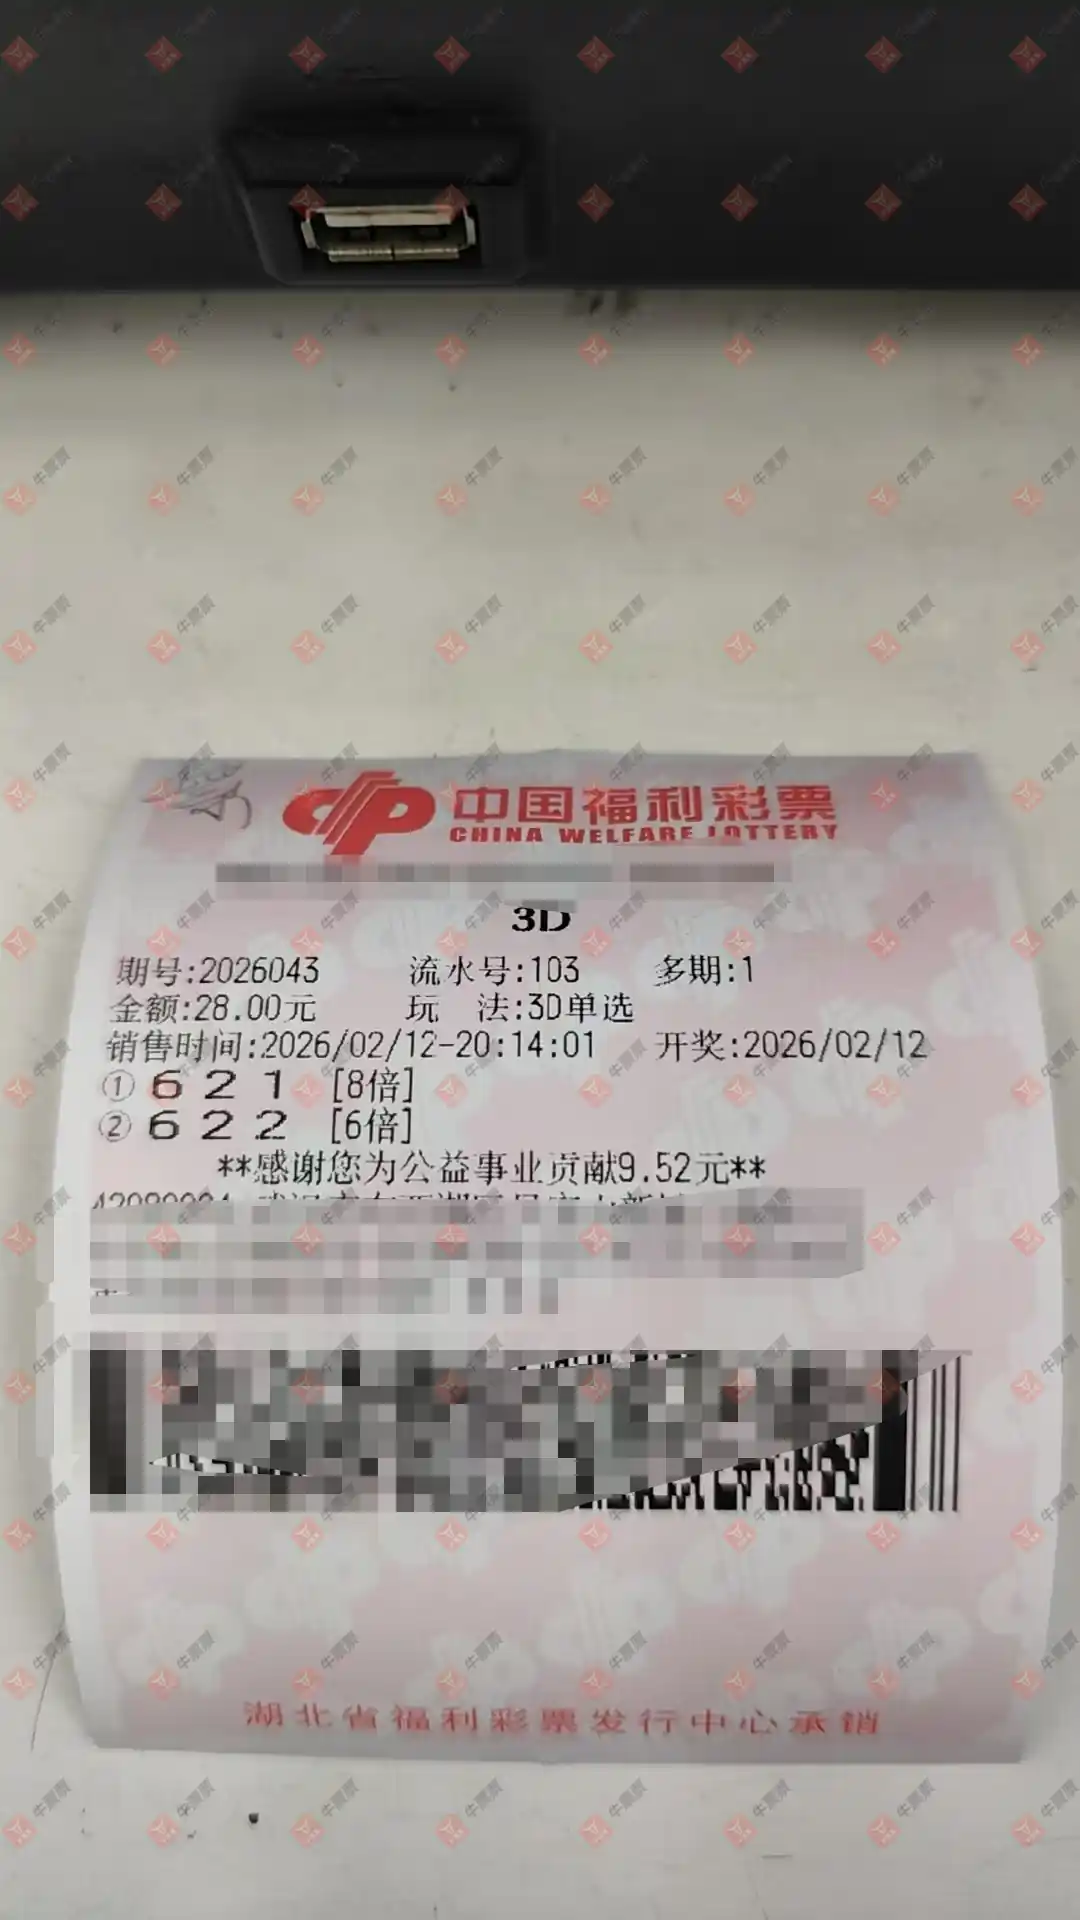 中国福利彩票
CHINA WELFARE LOTTERY
3D
期号:2026043 流水号:103 多期:1
金额:28.00元 玩 法:3D单选
销售时间:2026/02/12-20:14:01 开奖:2026/02/12
① 6 2 1 [8倍]
② 6 2 2 [6倍]
**感谢您为公益事业贡献9.52元**
湖北省福利彩票发行中心承销
牛票票